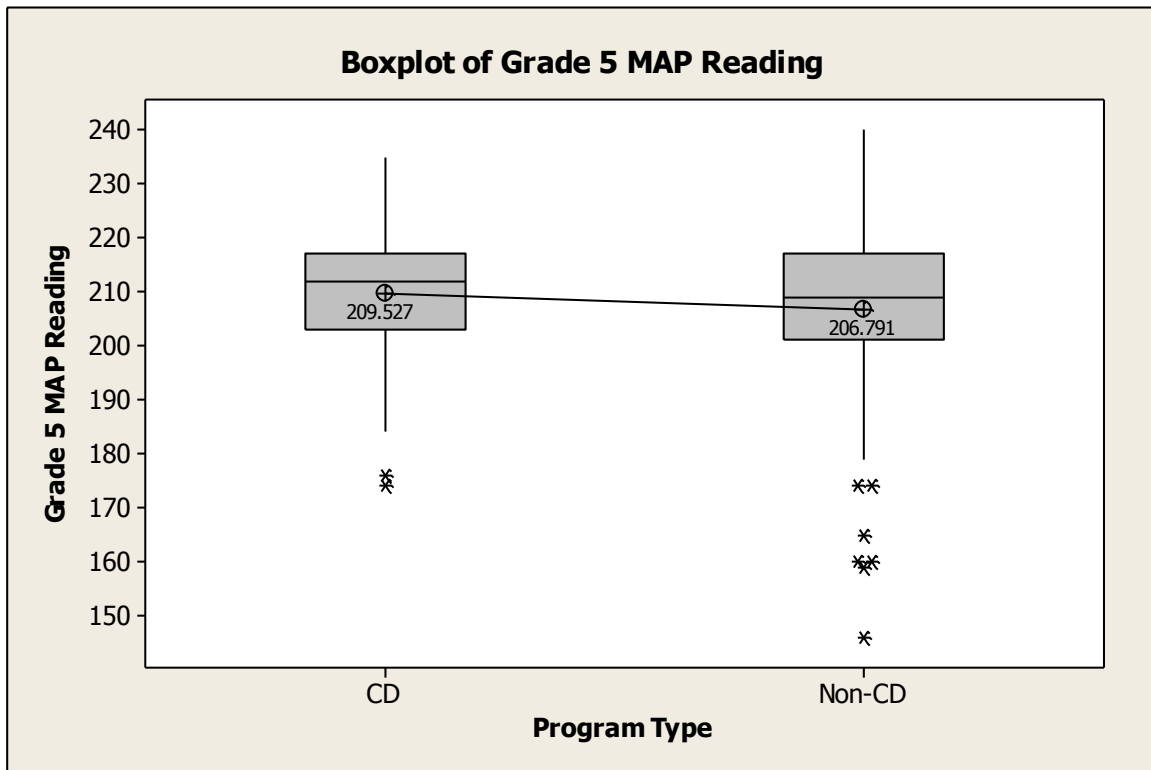 Boxplot of Grade 5 MAP Reading
240
230
220
210
200
190
180
170
160
150
Grade 5 MAP Reading
209.527
206.791
CD
Non-CD
Program Type